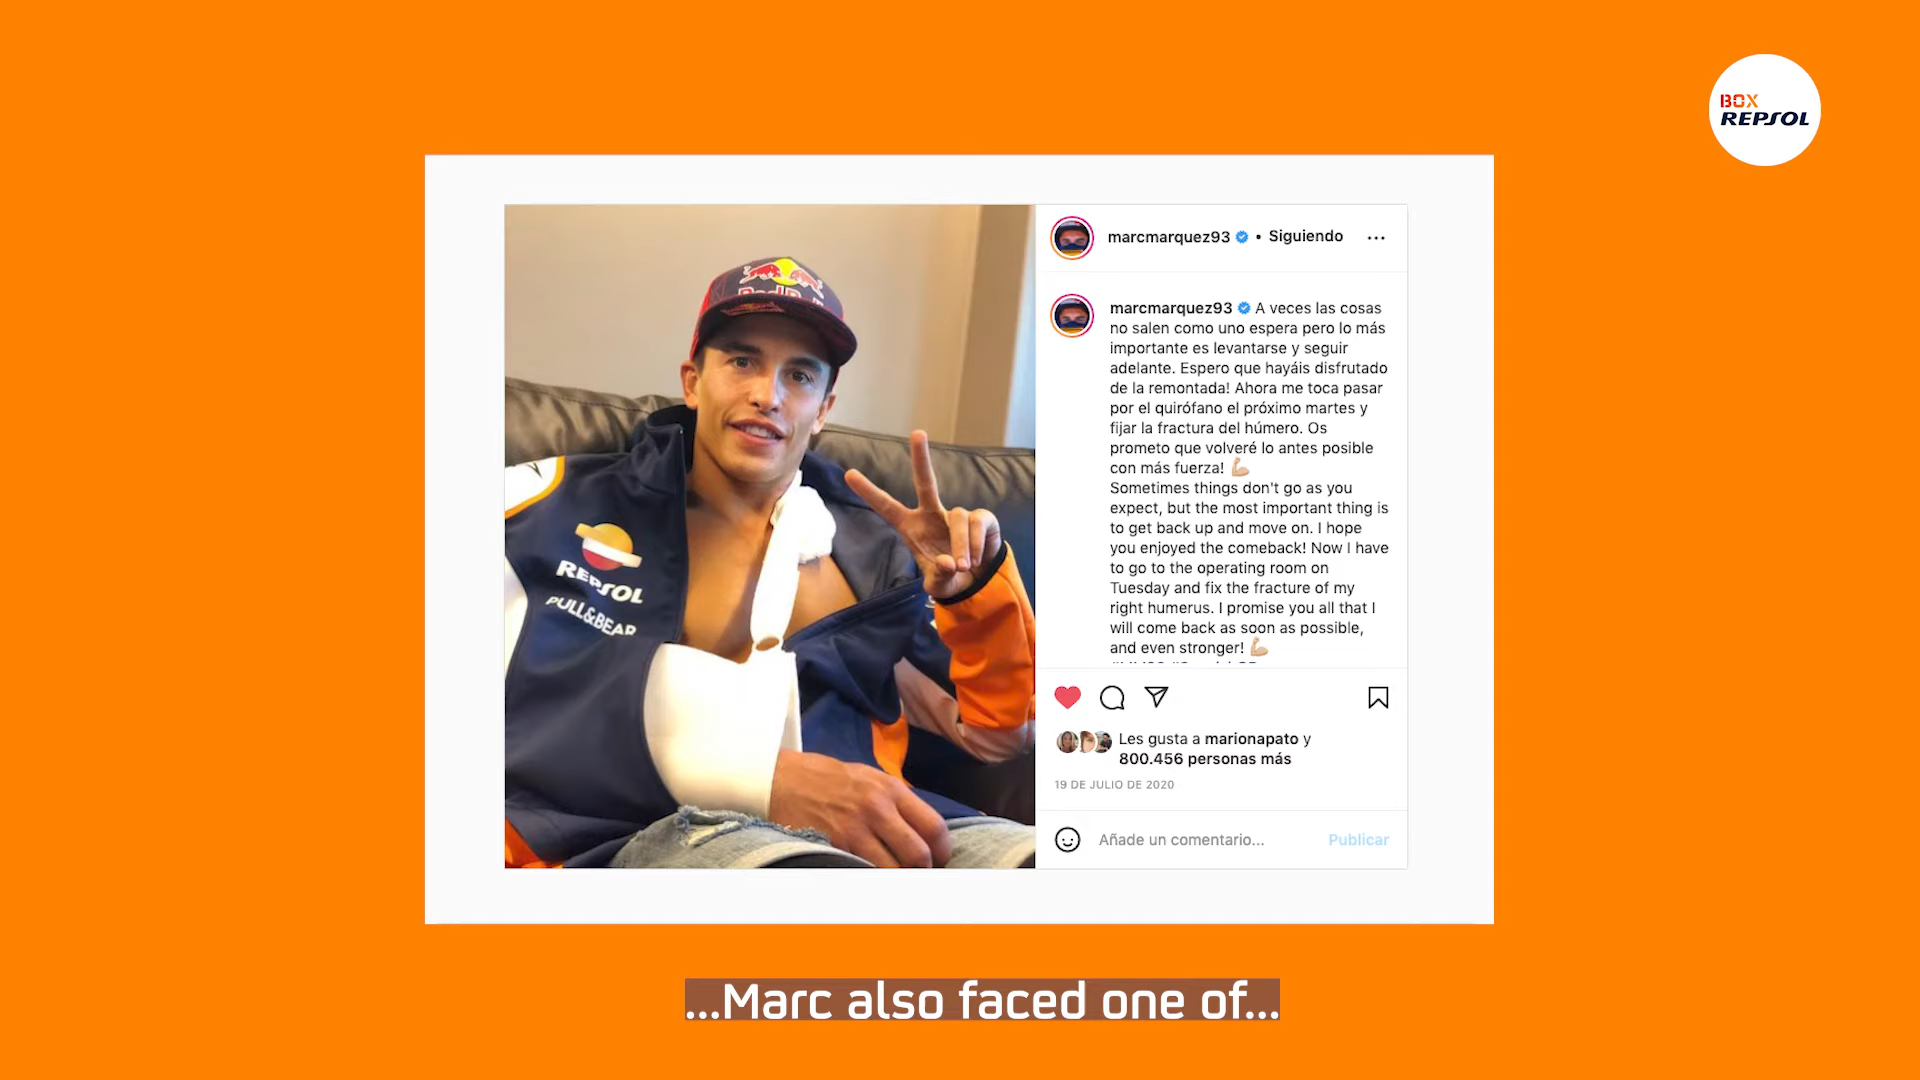 BOX
REPSOL
Red Bull
REPSOL
PULL&BEAR
marcmarquez93 • Siguiendo
marcmarquez93 A veces las cosas
no salen como uno espera pero lo más
importante es levantarse y seguir
adelante. Espero que hayáis disfrutado
de la remontada! Ahora me toca pasar
por el quirófano el próximo martes y
fijar la fractura del húmero. Os
prometo que volveré lo antes posible
con más fuerza! 💪🏼
Sometimes things don't go as you
expect, but the most important thing is
to get back up and move on. I hope
you enjoyed the comeback! Now I have
to go to the operating room on
Tuesday and fix the fracture of my
right humerus. I promise you all that I
will come back as soon as possible,
and even stronger! 💪🏼
Les gusta a marionapato y
800.456 personas más
19 DE JULIO DE 2020
Añade un comentario...
Publicar
...Marc also faced one of...